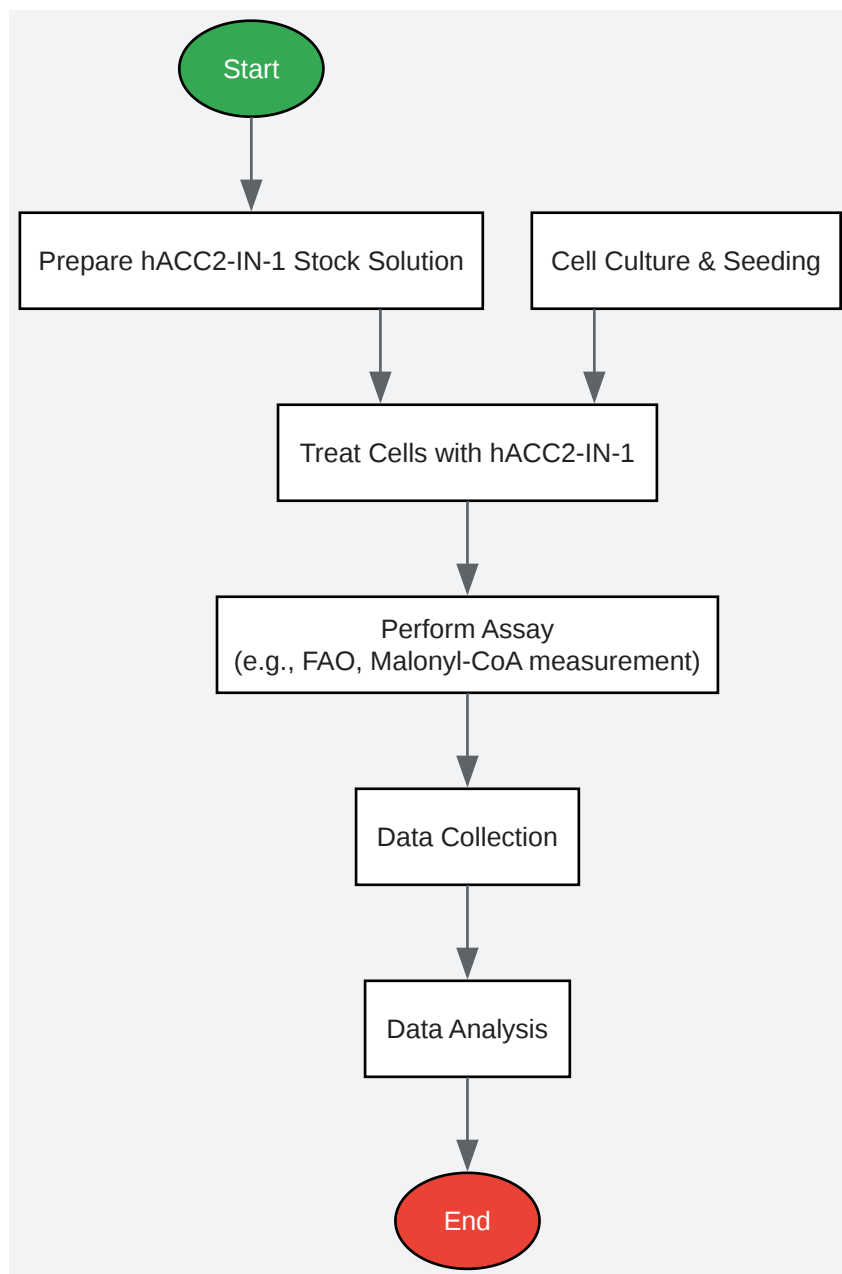 Start
Prepare hACC2-IN-1 Stock Solution
Cell Culture & Seeding
Treat Cells with hACC2-IN-1
Perform Assay
(e.g., FAO, Malonyl-CoA measurement)
Data Collection
Data Analysis
End